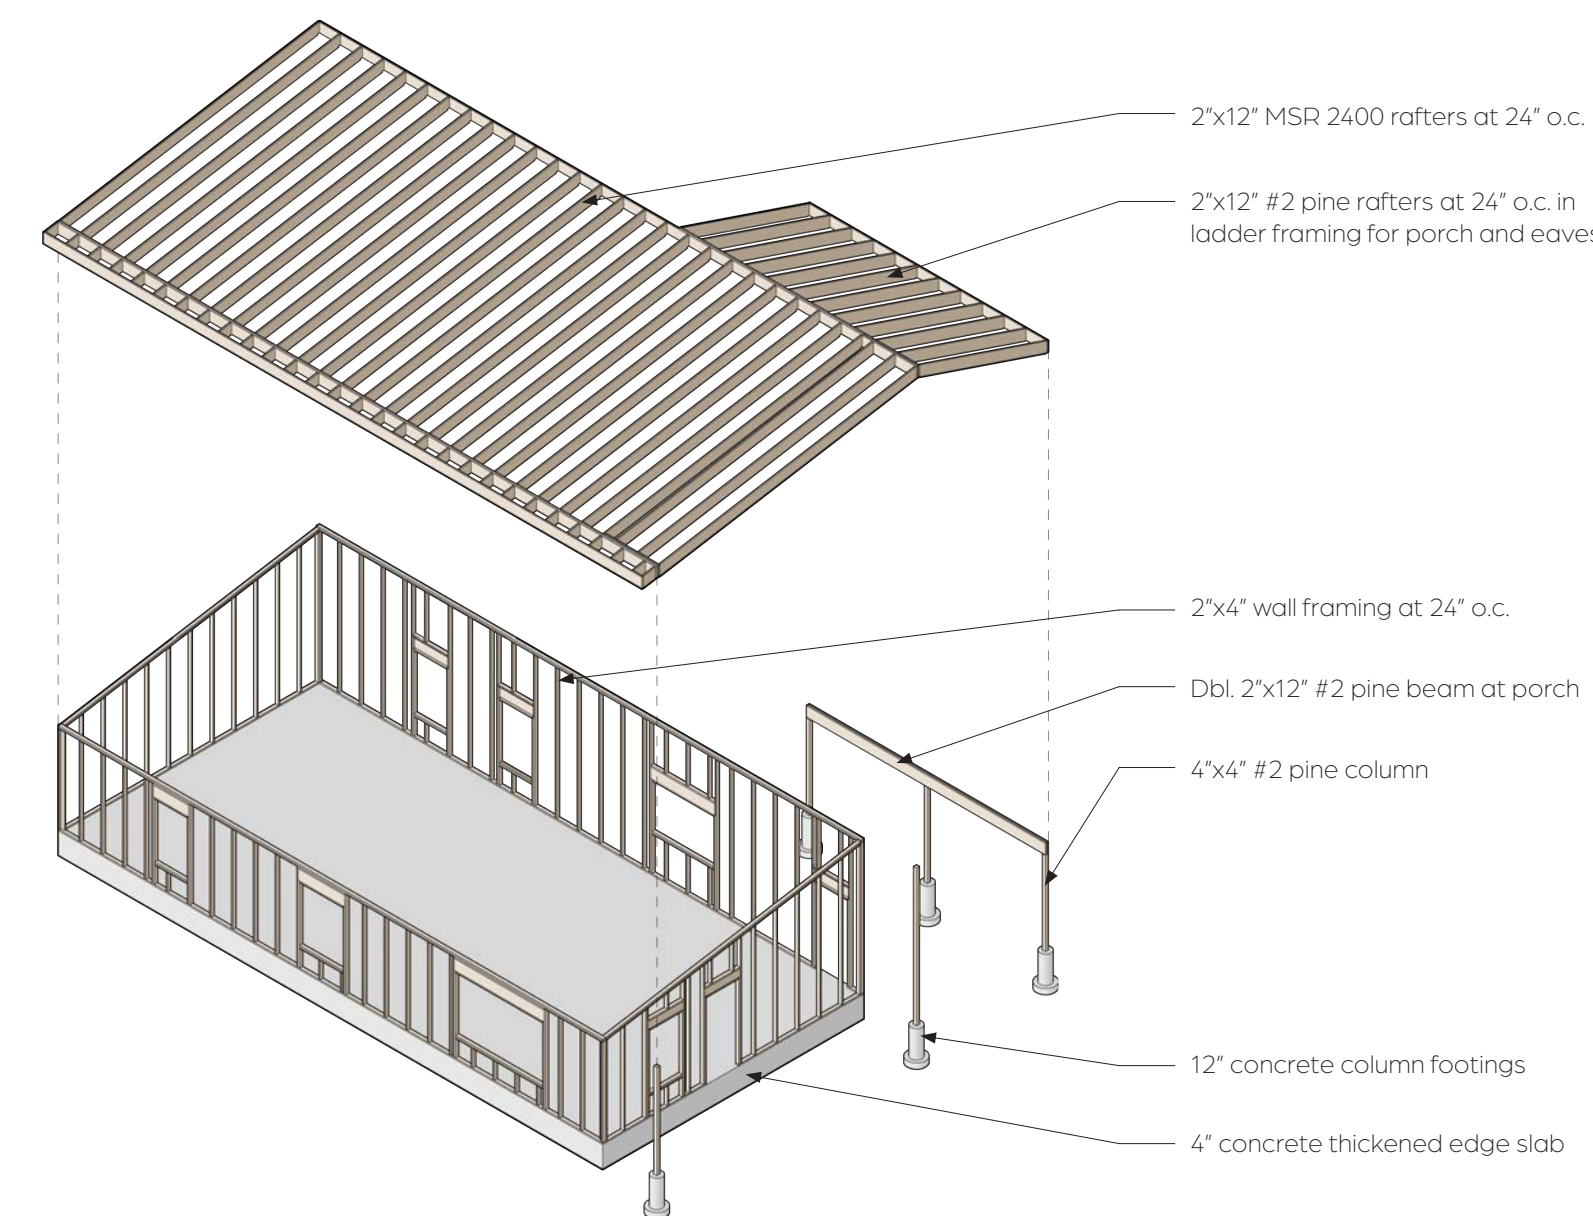 2"x12" MSR 2400 rafters at 24" o.c.
2"x12" #2 pine rafters at 24" o.c. in
ladder framing for porch and eaves
2"x4" wall framing at 24" o.c.
Dbl. 2"x12" #2 pine beam at porch
4"x4" #2 pine column
12" concrete column footings
4" concrete thickened edge slab